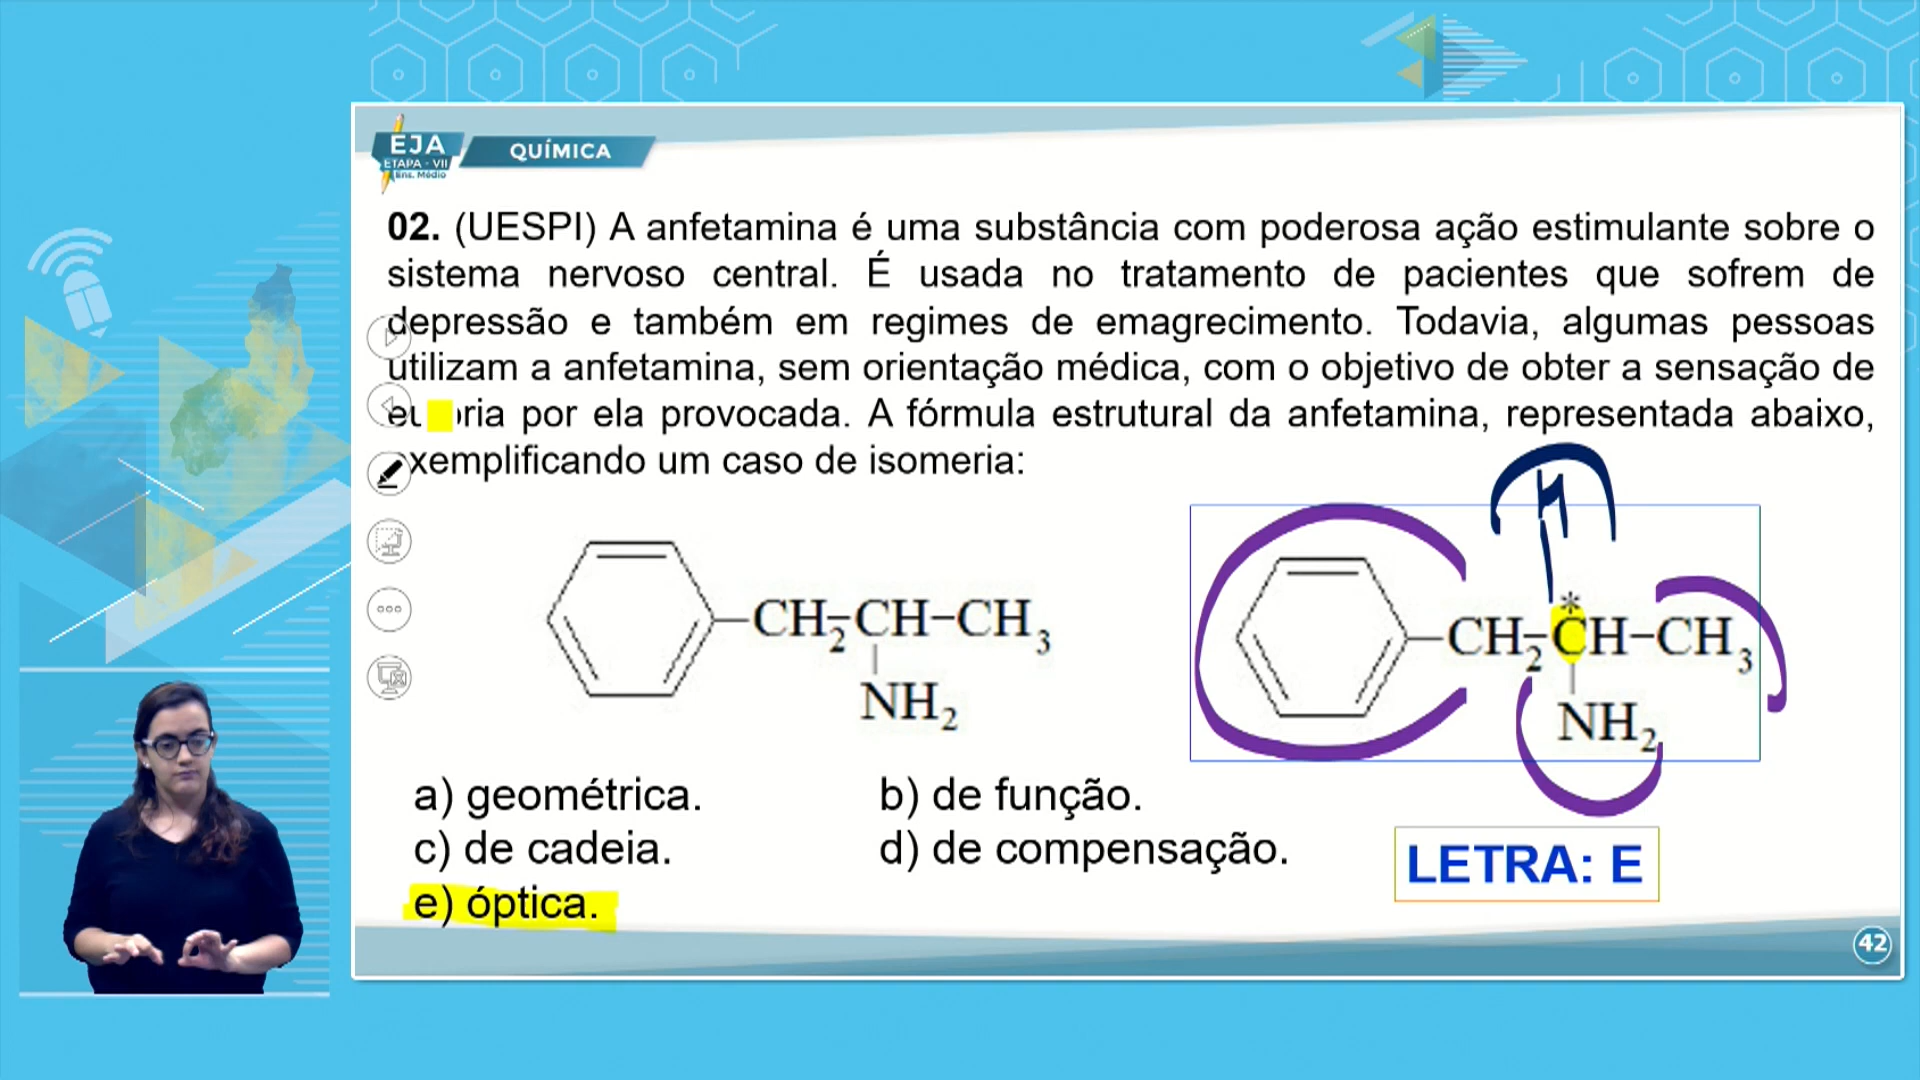 EJA
ETAPA - VII
Ens. Médio
QUÍMICA
02. (UESPI) A anfetamina é uma substância com poderosa ação estimulante sobre o
sistema nervoso central. É usada no tratamento de pacientes que sofrem de
depressão e também em regimes de emagrecimento. Todavia, algumas pessoas
utilizam a anfetamina, sem orientação médica, com o objetivo de obter a sensação de
por ela provocada. A fórmula estrutural da anfetamina, representada abaixo,
xemplificando um caso de isomeria:
H
CH2-CH-CH3
NH2
*
CH2-CH-CH3
NH2
a) geométrica.
b) de função.
c) de cadeia.
d) de compensação.
e) óptica.
LETRA: E
42